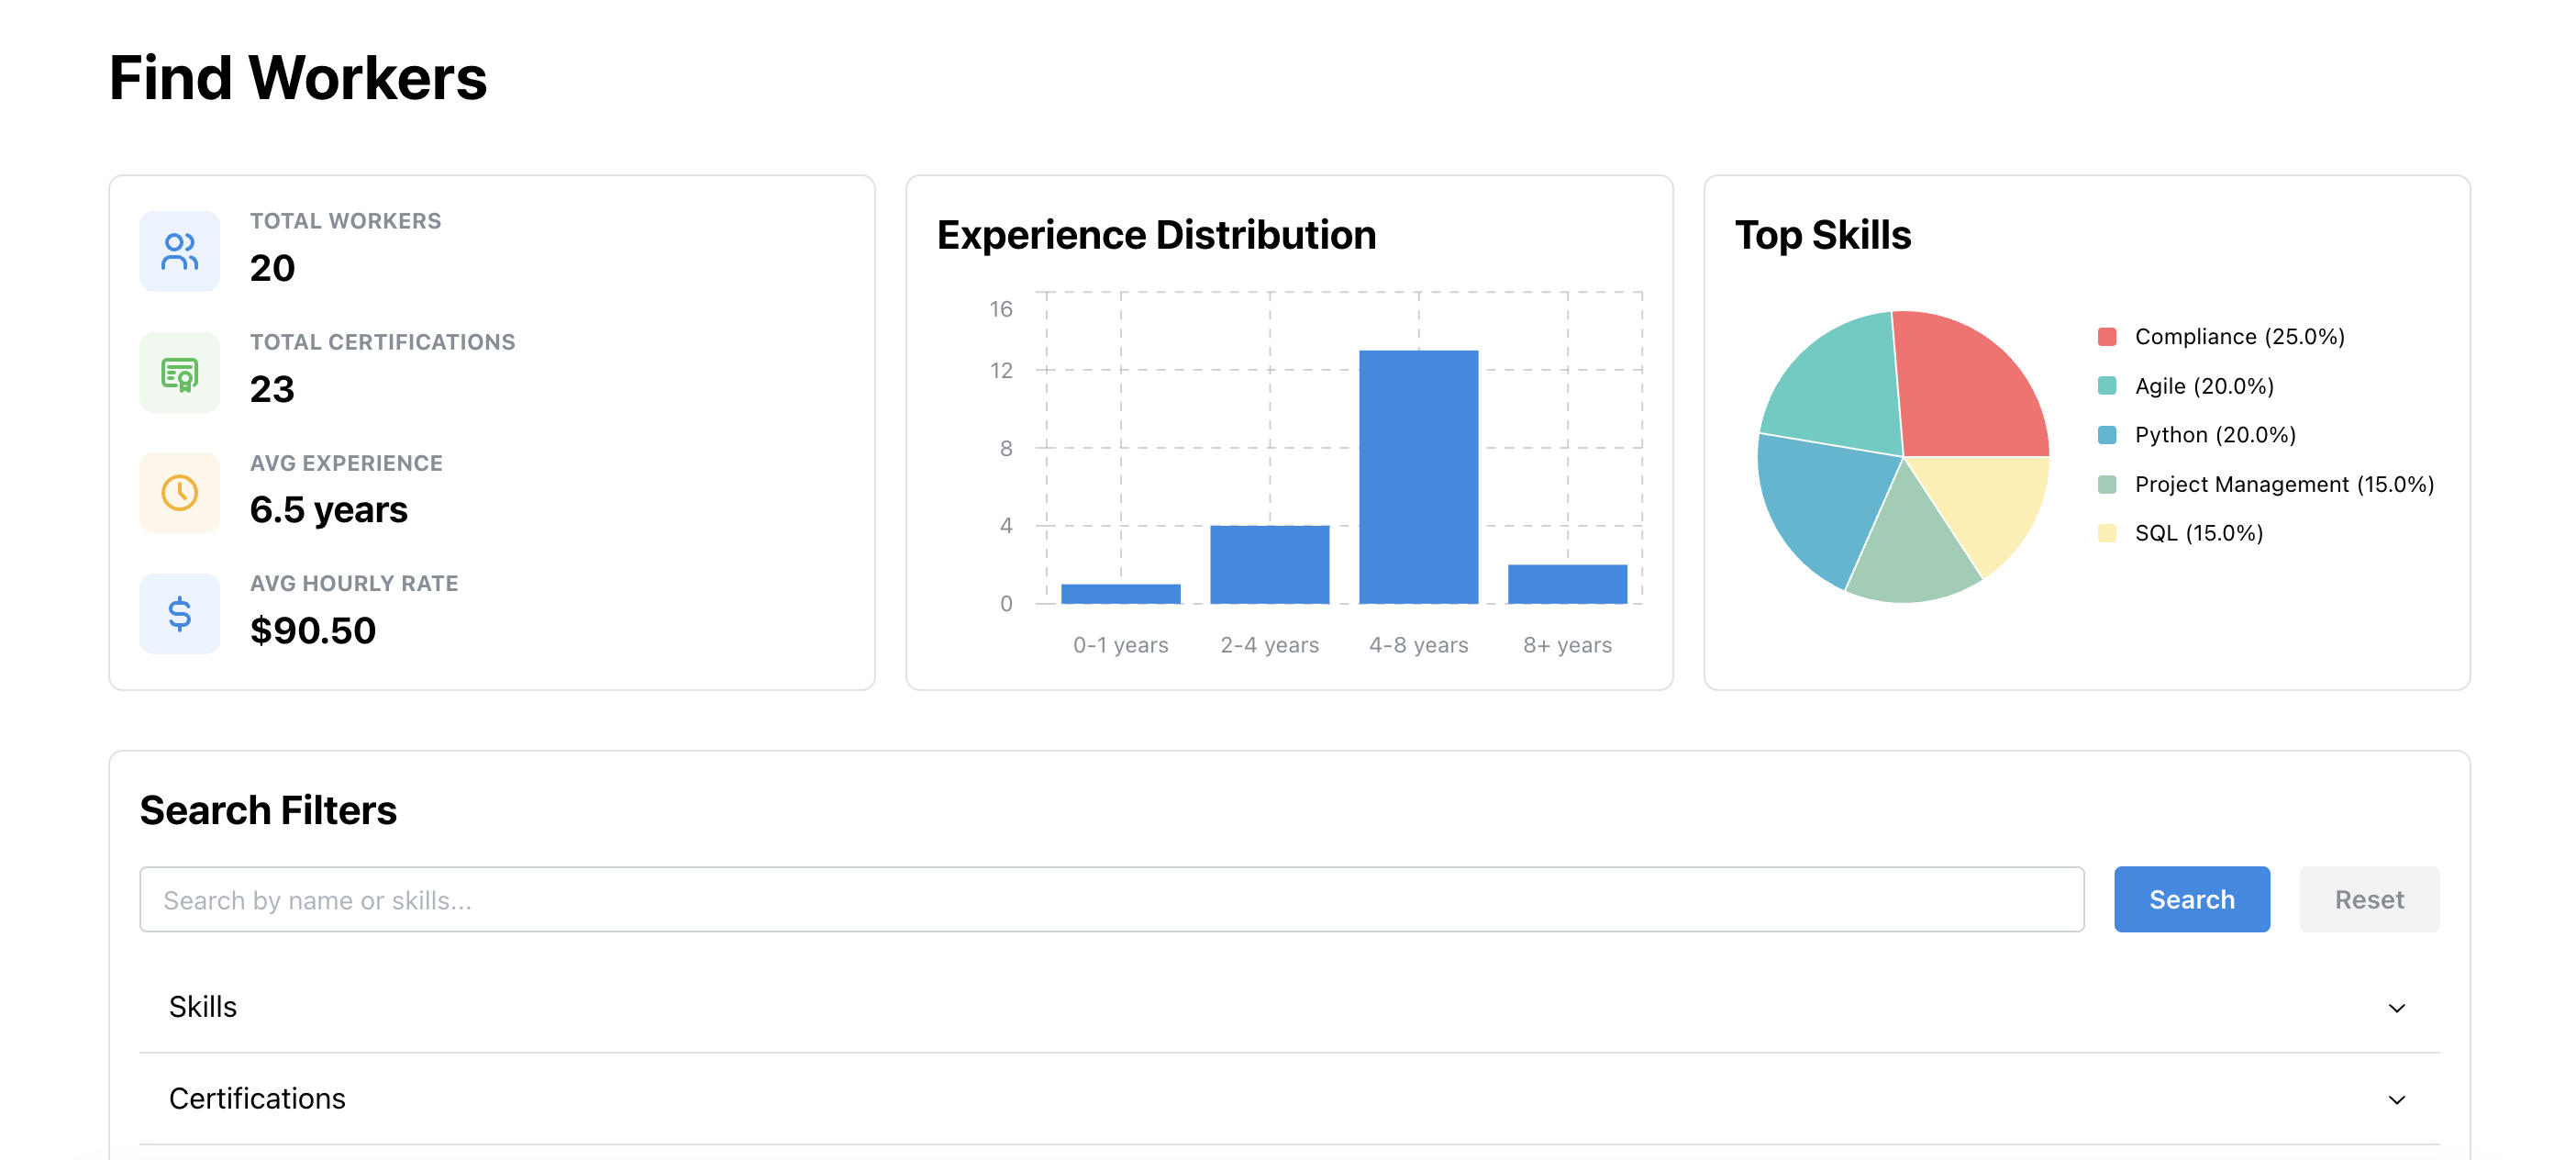 Find Workers
TOTAL WORKERS
20
TOTAL CERTIFICATIONS
23
AVG EXPERIENCE
6.5 years
AVG HOURLY RATE
$90.50
Experience Distribution
16
12
8
4
0
0-1 years
2-4 years
4-8 years
8+ years
Top Skills
Compliance (25.0%)
Agile (20.0%)
Python (20.0%)
Project Management (15.0%)
SQL (15.0%)
Search Filters
Search by name or skills...
Search
Reset
Skills
Certifications